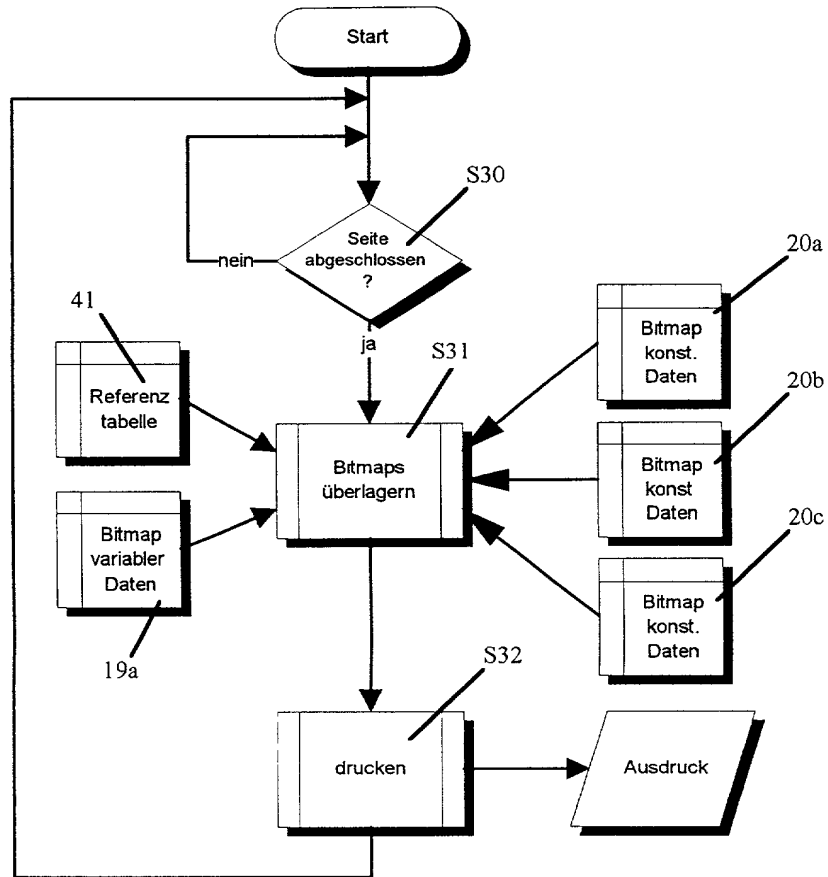 Start
S30
Seite
abgeschlossen
?
nein
ja
20a
Bitmap
konst.
Daten
41
Referenz
tabelle
S31
Bitmaps
überlagern
20b
Bitmap
konst
Daten
Bitmap
variabler
Daten
19a
20c
Bitmap
konst.
Daten
S32
drucken
Ausdruck